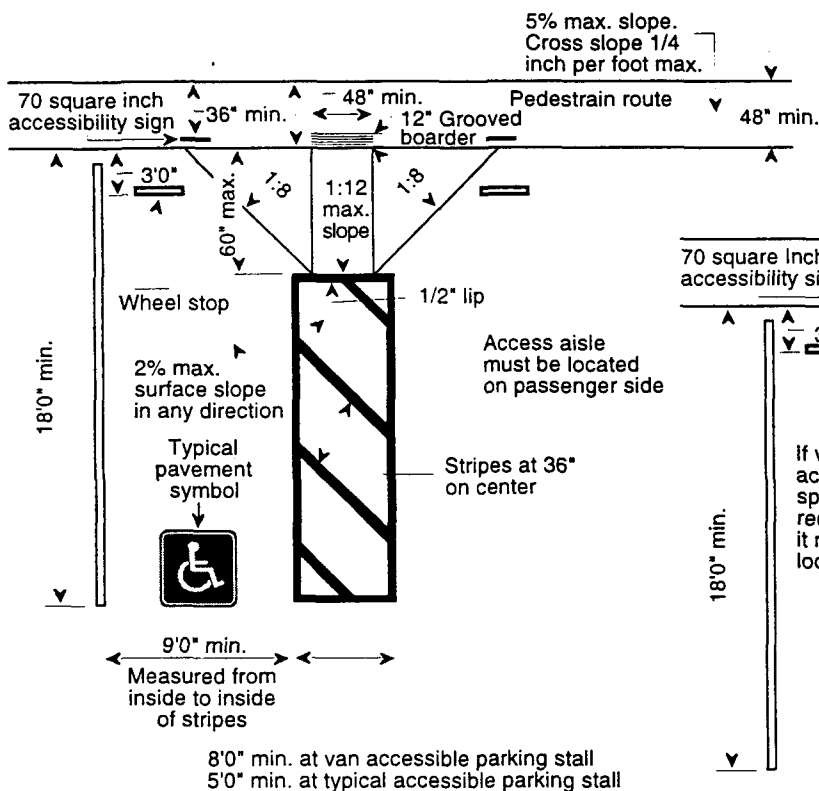 5% max. slope.
Cross slope 1/4
inch per foot max.
70 square inch
accessibility sign
36" min.
48" min.
12" Grooved
boarder
Pedestrain route
48" min.
3'0"
60" max.
1:8
1:12
max.
slope
1:8
Wheel stop
1/2" lip
18'0" min.
2% max.
surface slope
in any direction
Access aisle
must be located
on passenger side
Typical
pavement
symbol
Stripes at 36"
on center
9'0" min.
Measured from
inside to inside
of stripes
8'0" min. at van accessible parking stall
5'0" min. at typical accessible parking stall
70 square Inch
accessibility si
3
18'0" min.
If v
ac
sp
re
it
loc